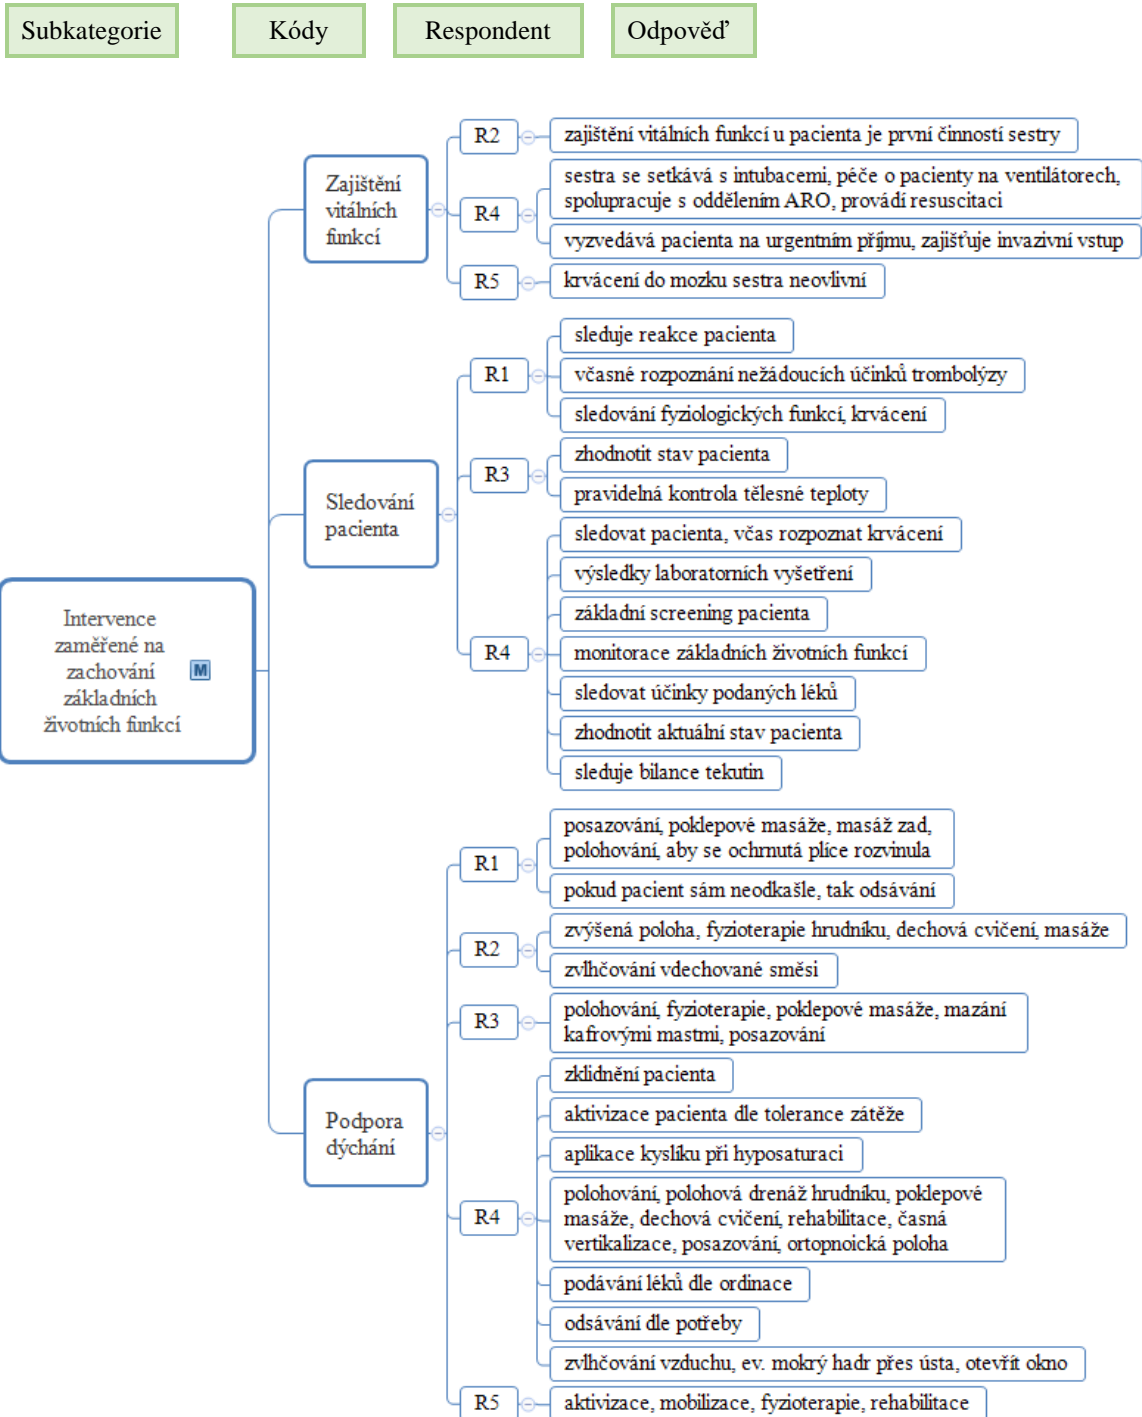 Subkategorie
Kódy
Respondent
Odpověď
Intervence
zaměřené na
zachování
základních
životních funkcí
M
Zajištění
vitálních
funkcí
R2
zajištění vitálních funkcí u pacienta je první činností sestry
R4
sestra se setkává s intubacemi, péče o pacienty na ventilátorech,
spolupracuje s oddělením ARO, provádí resuscitaci
vyzvedává pacienta na urgentním příjmu, zajišťuje invazivní vstup
R5
krvácení do mozku sestra neovlivní
Sledování
pacienta
R1
sleduje reakce pacienta
včasné rozpoznání nežádoucích účinků trombolýzy
sledování fyziologických funkcí, krvácení
R3
zhodnotit stav pacienta
pravidelná kontrola tělesné teploty
R4
sledovat pacienta, včas rozpoznat krvácení
výsledky laboratorních vyšetření
základní screening pacienta
monitorace základních životních funkcí
sledovat účinky podaných léků
zhodnotit aktuální stav pacienta
sleduje bilance tekutin
Podpora
dýchání
R1
posazování, poklepové masáže, masáž zad,
polohování, aby se ochrnutá plíce rozvinula
pokud pacient sám neodkašle, tak odsávání
R2
zvýšená poloha, fyzioterapie hrudníku, dechová cvičení, masáže
zvlhčování vdechované směsi
R3
polohování, fyzioterapie, poklepové masáže, mazání
kafrovými mastmi, posazování
R4
zklidnění pacienta
aktivizace pacienta dle tolerance zátěže
aplikace kyslíku při hyposaturaci
polohování, polohová drenáž hrudníku, poklepové
masáže, dechová cvičení, rehabilitace, časná
vertikalizace, posazování, ortopnoická poloha
podávání léků dle ordinace
odsávání dle potřeby
zvlhčování vzduchu, ev. mokrý hadr přes ústa, otevřít okno
R5
aktivizace, mobilizace, fyzioterapie, rehabilitace